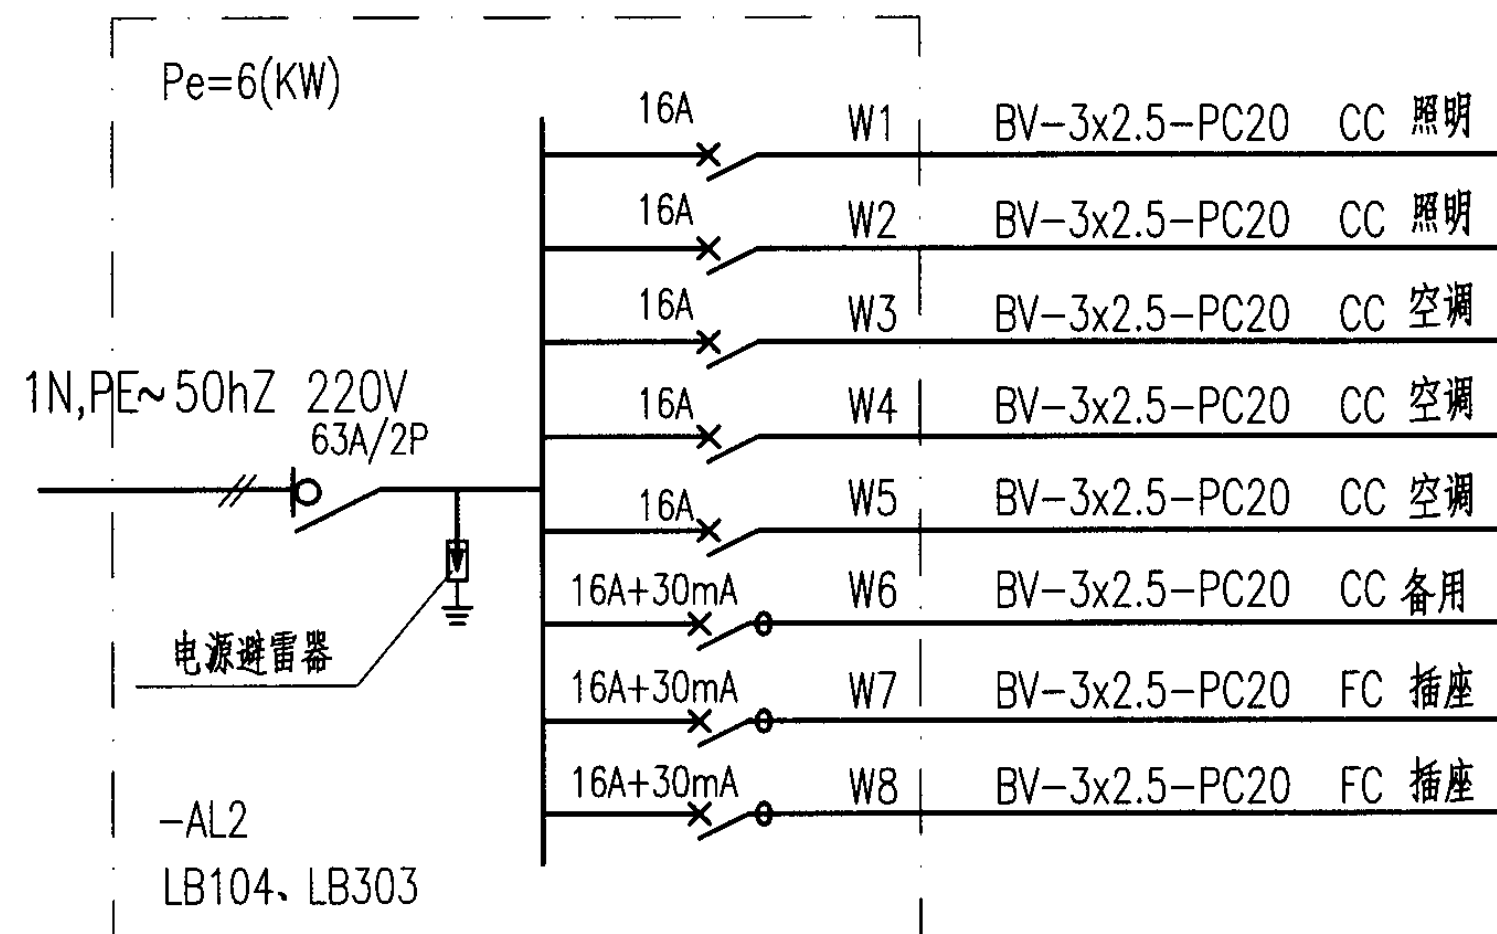 Pe=6(KW)
16A W1 BV-3x2.5-PC20 CC 照明
16A W2 BV-3x2.5-PC20 CC 照明
16A W3 BV-3x2.5-PC20 CC 空调
1N,PE~50hZ 220V
63A/2P
16A W4 BV-3x2.5-PC20 CC 空调
16A W5 BV-3x2.5-PC20 CC 空调
16A+30mA W6 BV-3x2.5-PC20 CC 备用
电源避雷器
16A+30mA W7 BV-3x2.5-PC20 FC 插座
16A+30mA W8 BV-3x2.5-PC20 FC 插座
-AL2
LB104、LB303